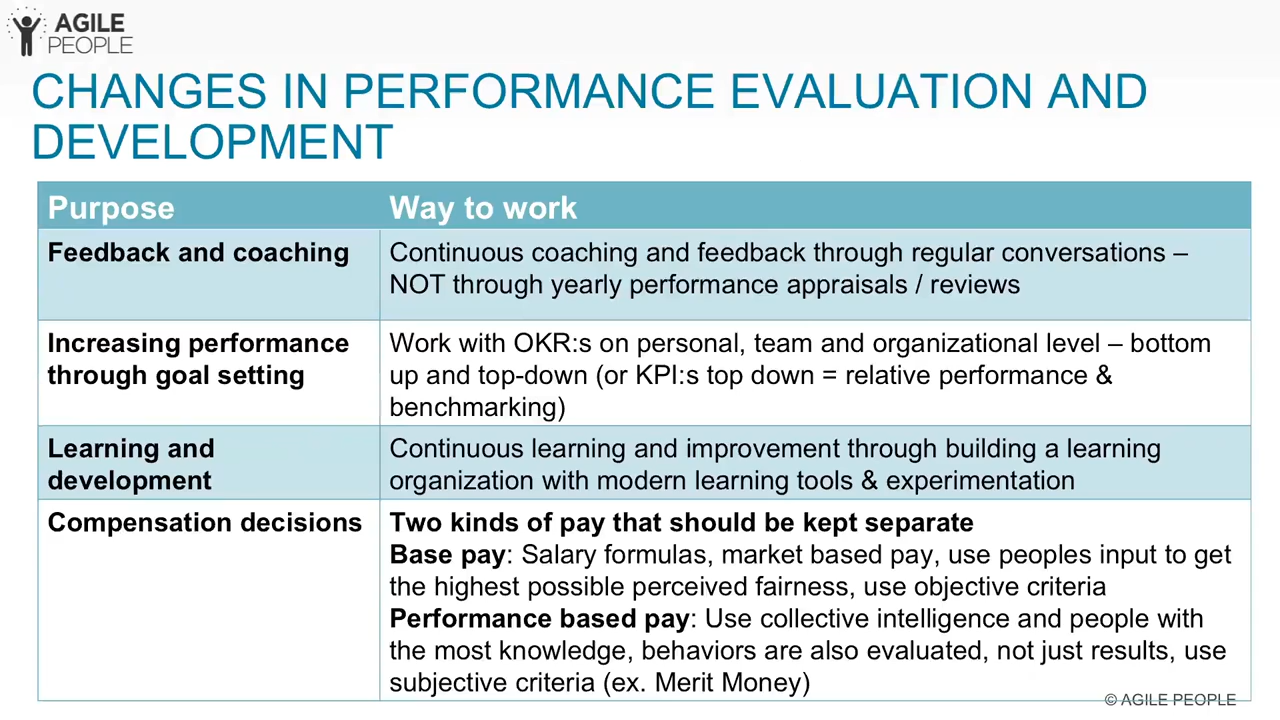 AGILE
PEOPLE
CHANGES IN PERFORMANCE EVALUATION AND
DEVELOPMENT
Purpose
Way to work
Feedback and coaching
Continuous coaching and feedback through regular conversations –
NOT through yearly performance appraisals / reviews
Increasing performance
through goal setting
Work with OKR:s on personal, team and organizational level – bottom
up and top-down (or KPI:s top down = relative performance &
benchmarking)
Learning and
development
Continuous learning and improvement through building a learning
organization with modern learning tools & experimentation
Compensation decisions
Two kinds of pay that should be kept separate
Base pay: Salary formulas, market based pay, use peoples input to get
the highest possible perceived fairness, use objective criteria
Performance based pay: Use collective intelligence and people with
the most knowledge, behaviors are also evaluated, not just results, use
subjective criteria (ex. Merit Money)
© AGILE PEOPLE